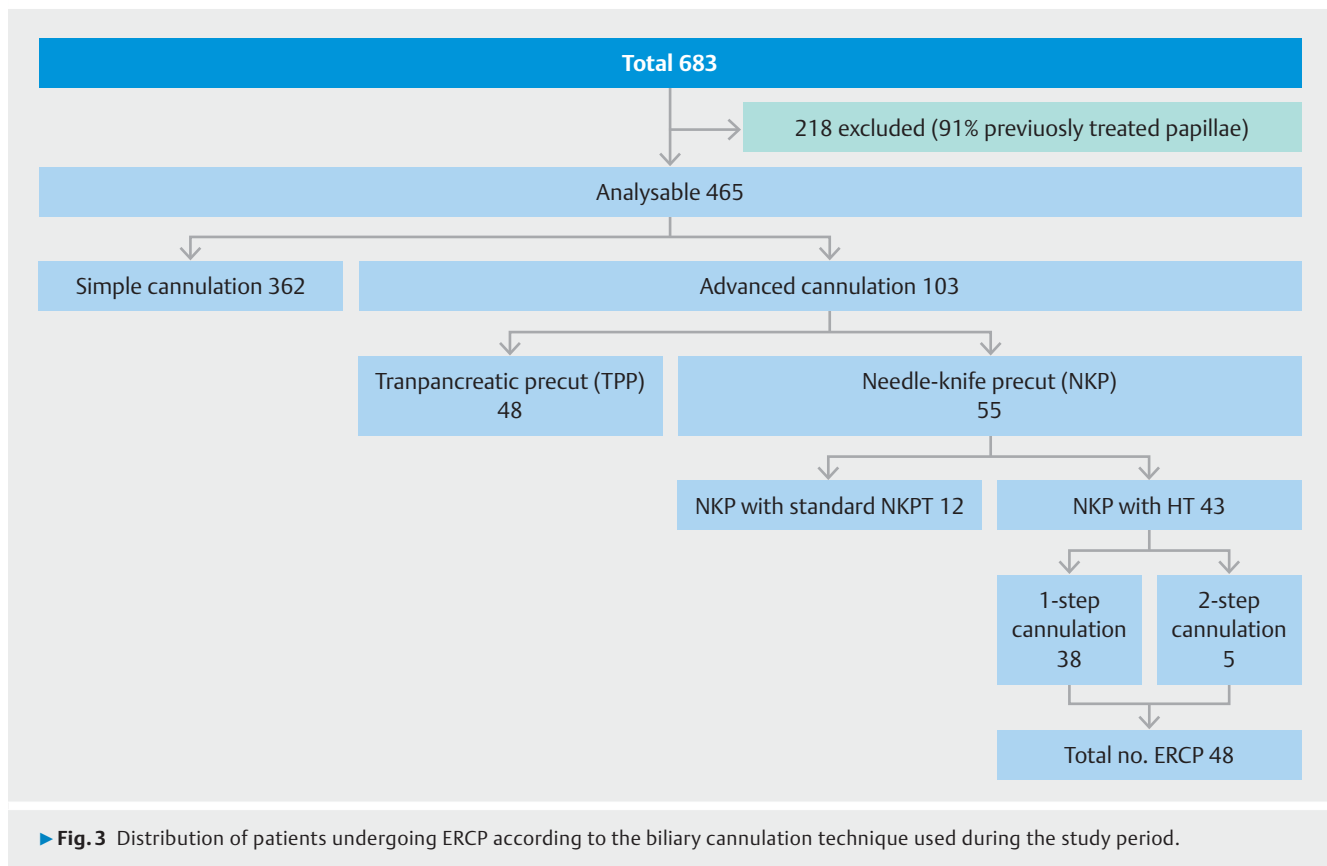 Total 683
218 excluded (91% previuosly treated papillae)
Analysable 465
Simple cannulation 362
Advanced cannulation 103
Tranpancreatic precut (TPP)
48
Needle-knife precut (NKP)
55
NKP with standard NKPT 12
NKP with HT 43
1-step
cannulation
38
2-step
cannulation
5
Total no. ERCP 48
▶ Fig. 3 Distribution of patients undergoing ERCP according to the biliary cannulation technique used during the study period.